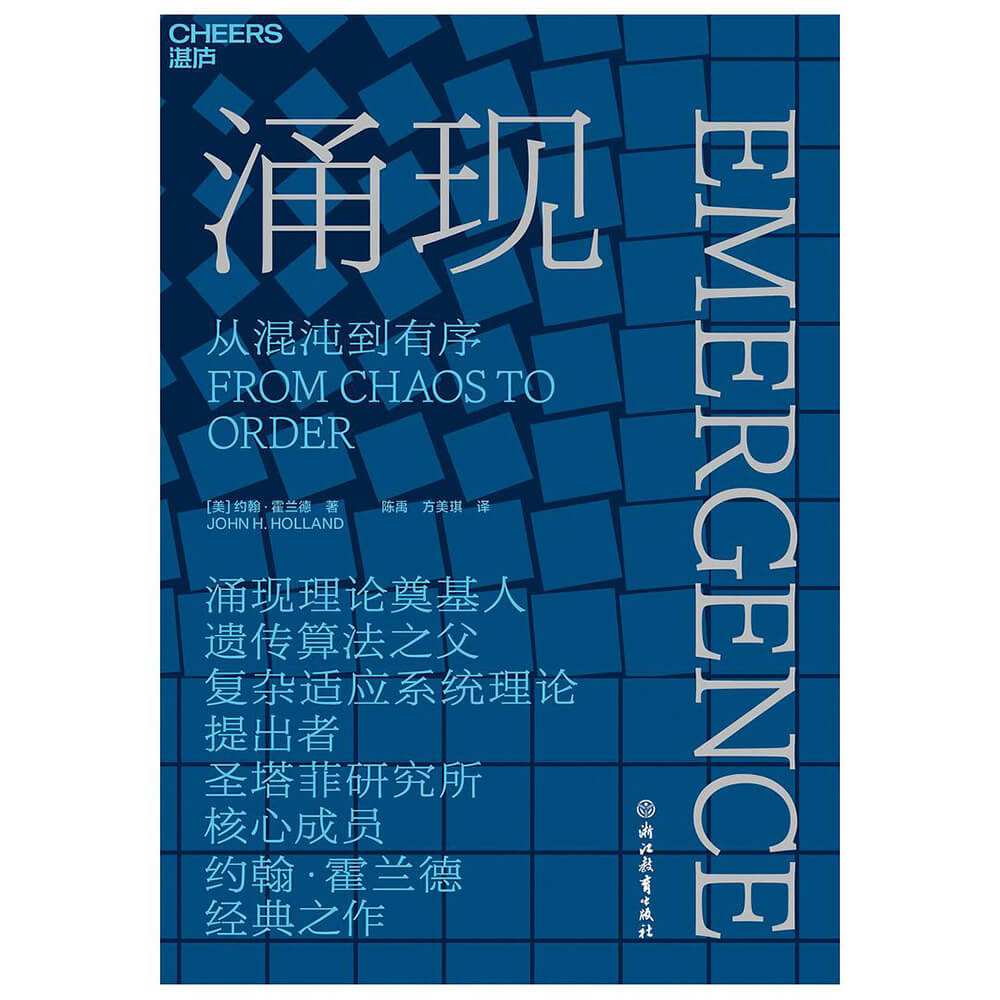 CHEERS
湛庐
涌现
EMERGENCE
从混沌到有序
FROM CHAOS TO
ORDER
[美]约翰·霍兰德 著 陈禹 方美琪 译
JOHN H. HOLLAND
涌现理论奠基人
遗传算法之父
复杂适应系统理论
提出者
圣塔菲研究所
核心成员
约翰·霍兰德
经典之作
浙江教育出版社